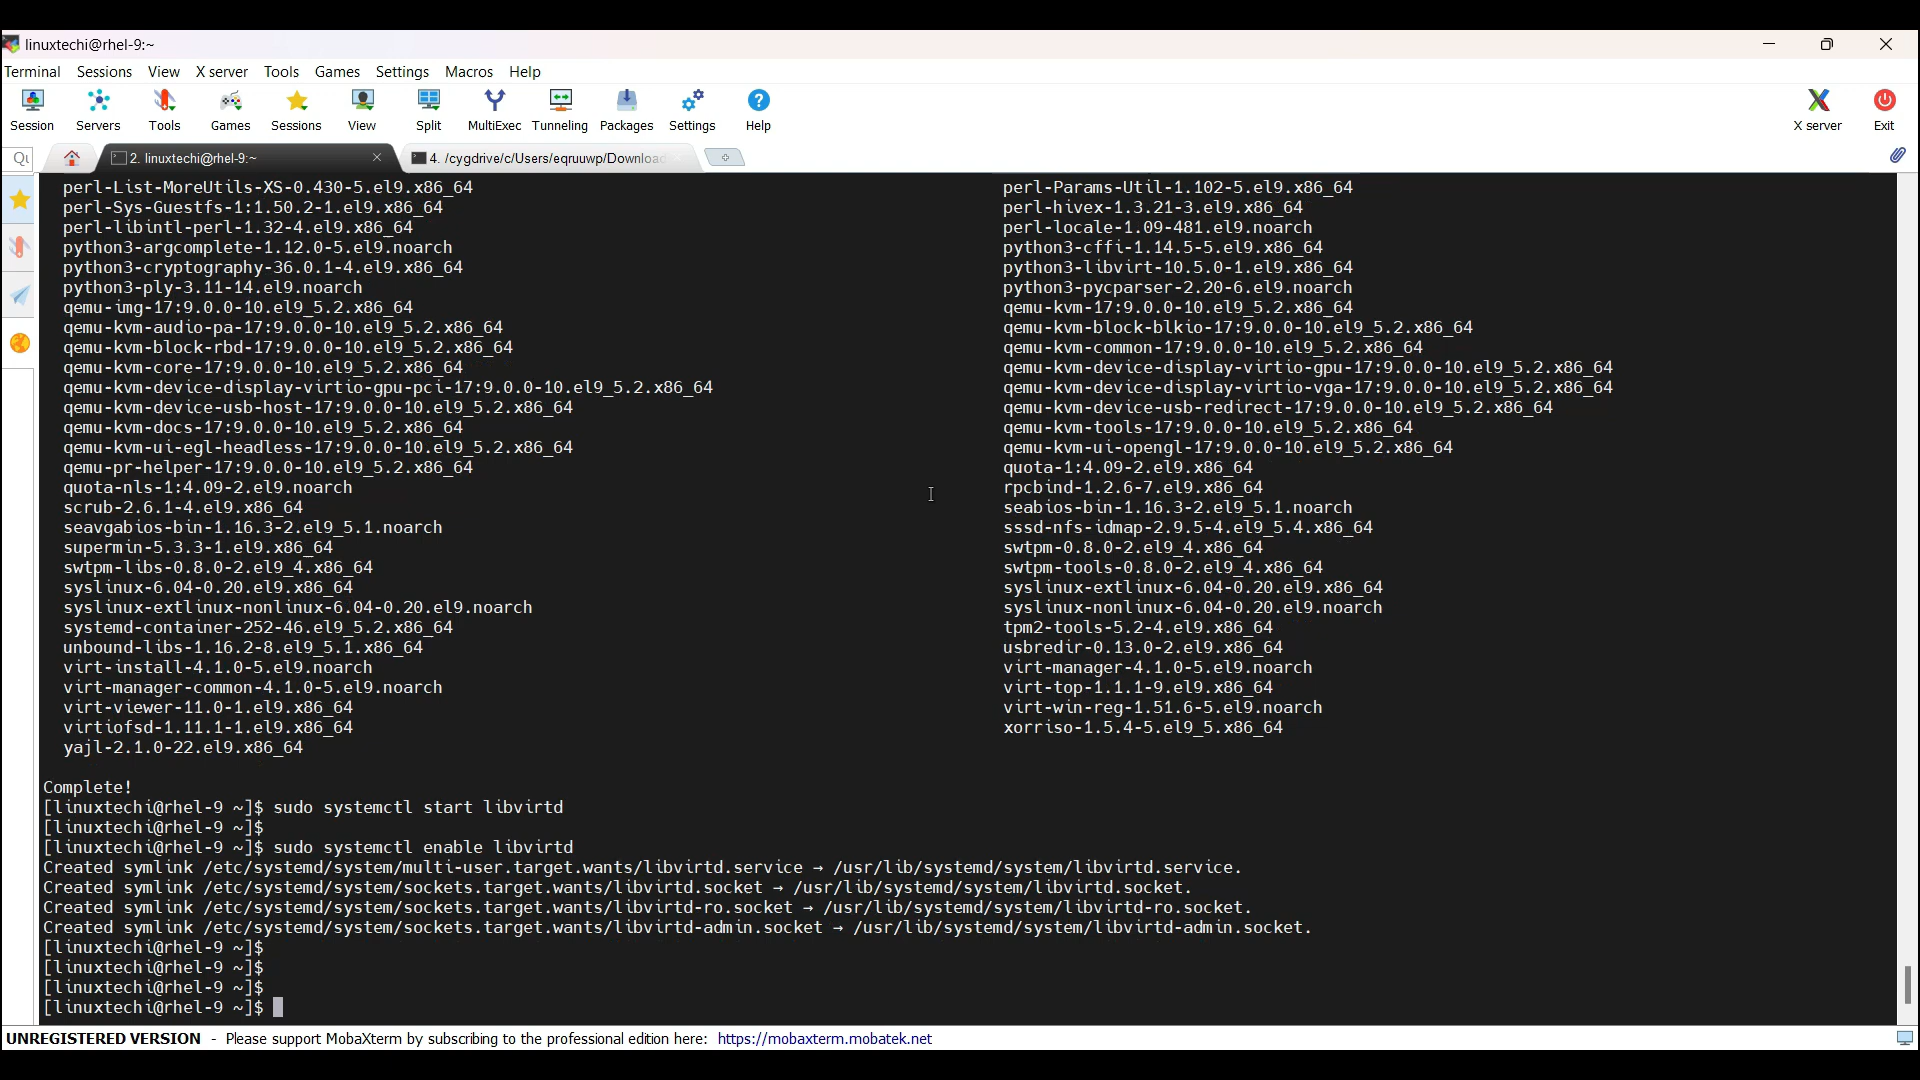 linuxtechi@rhel-9:~
Terminal Sessions View X server Tools Games Settings Macros Help
Session Servers Tools Games Sessions View Split MultiExec Tunneling Packages Settings Help X server Exit
2. linuxtechi@rhel-9:~ 4. /cygdrive/c/Users/eqruuwp/Downloa
perl-List-MoreUtils-XS-0.430-5.el9.x86_64 perl-Params-Util-1.102-5.el9.x86_64
perl-Sys-Guestfs-1:1.50.2-1.el9.x86_64 perl-hivex-1.3.21-3.el9.x86_64
perl-libintl-perl-1.32-4.el9.x86_64 perl-locale-1.09-481.el9.noarch
python3-argcomplete-1.12.0-5.el9.noarch python3-cffi-1.14.5-5.el9.x86_64
python3-cryptography-36.0.1-4.el9.x86_64 python3-libvirt-10.5.0-1.el9.x86_64
python3-ply-3.11-14.el9.noarch python3-pycparser-2.20-6.el9.noarch
qemu-img-17:9.0.0-10.el9_5.2.x86_64 qemu-kvm-17:9.0.0-10.el9_5.2.x86_64
qemu-kvm-audio-pa-17:9.0.0-10.el9_5.2.x86_64 qemu-kvm-block-blkio-17:9.0.0-10.el9_5.2.x86_64
qemu-kvm-block-rbd-17:9.0.0-10.el9_5.2.x86_64 qemu-kvm-common-17:9.0.0-10.el9_5.2.x86_64
qemu-kvm-core-17:9.0.0-10.el9_5.2.x86_64 qemu-kvm-device-display-virtio-gpu-17:9.0.0-10.el9_5.2.x86_64
qemu-kvm-device-display-virtio-gpu-pci-17:9.0.0-10.el9_5.2.x86_64 qemu-kvm-device-display-virtio-vga-17:9.0.0-10.el9_5.2.x86_64
qemu-kvm-device-usb-host-17:9.0.0-10.el9_5.2.x86_64 qemu-kvm-device-usb-redirect-17:9.0.0-10.el9_5.2.x86_64
qemu-kvm-docs-17:9.0.0-10.el9_5.2.x86_64 qemu-kvm-tools-17:9.0.0-10.el9_5.2.x86_64
qemu-kvm-ui-egl-headless-17:9.0.0-10.el9_5.2.x86_64 qemu-kvm-ui-opengl-17:9.0.0-10.el9_5.2.x86_64
qemu-pr-helper-17:9.0.0-10.el9_5.2.x86_64 quota-1:4.09-2.el9.x86_64
quota-nls-1:4.09-2.el9.noarch rpcbind-1.2.6-7.el9.x86_64
scrub-2.6.1-4.el9.x86_64 seabios-bin-1.16.3-2.el9_5.1.noarch
seavgabios-bin-1.16.3-2.el9_5.1.noarch sssd-nfs-idmap-2.9.5-4.el9_5.4.x86_64
supermin-5.3.3-1.el9.x86_64 swtpm-0.8.0-2.el9_4.x86_64
swtpm-libs-0.8.0-2.el9_4.x86_64 swtpm-tools-0.8.0-2.el9_4.x86_64
syslinux-6.04-0.20.el9.x86_64 syslinux-extlinux-6.04-0.20.el9.x86_64
syslinux-extlinux-nonlinux-6.04-0.20.el9.noarch syslinux-nonlinux-6.04-0.20.el9.noarch
systemd-container-252-46.el9_5.2.x86_64 tpm2-tools-5.2-4.el9.x86_64
unbound-libs-1.16.2-8.el9_5.1.x86_64 usbredir-0.13.0-2.el9.x86_64
virt-install-4.1.0-5.el9.noarch virt-manager-4.1.0-5.el9.noarch
virt-manager-common-4.1.0-5.el9.noarch virt-top-1.1.1-9.el9.x86_64
virt-viewer-11.0-1.el9.x86_64 virt-win-reg-1.51.6-5.el9.noarch
virtiofsd-1.11.1-1.el9.x86_64 xorriso-1.5.4-5.el9_5.x86_64
yajl-2.1.0-22.el9.x86_64
Complete!
[linuxtechi@rhel-9 ~]$ sudo systemctl start libvirtd
[linuxtechi@rhel-9 ~]$
[linuxtechi@rhel-9 ~]$ sudo systemctl enable libvirtd
Created symlink /etc/systemd/system/multi-user.target.wants/libvirtd.service → /usr/lib/systemd/system/libvirtd.service.
Created symlink /etc/systemd/system/sockets.target.wants/libvirtd.socket → /usr/lib/systemd/system/libvirtd.socket.
Created symlink /etc/systemd/system/sockets.target.wants/libvirtd-ro.socket → /usr/lib/systemd/system/libvirtd-ro.socket.
Created symlink /etc/systemd/system/sockets.target.wants/libvirtd-admin.socket → /usr/lib/systemd/system/libvirtd-admin.socket.
[linuxtechi@rhel-9 ~]$
[linuxtechi@rhel-9 ~]$
[linuxtechi@rhel-9 ~]$
[linuxtechi@rhel-9 ~]$
UNREGISTERED VERSION - Please support MobaXterm by subscribing to the professional edition here: https://mobaxterm.mobatek.net